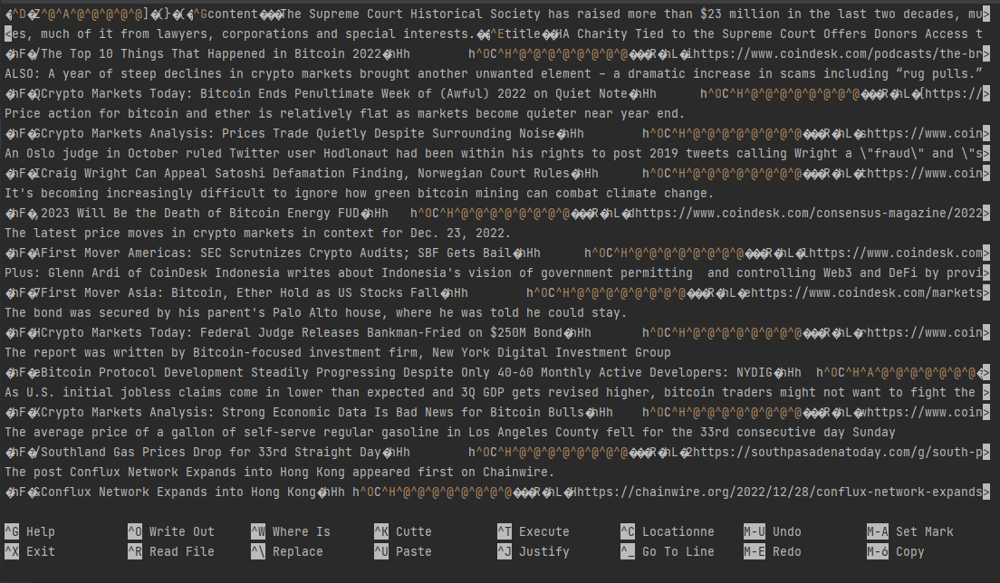 �^D�Z^@^A^@^@^@^@^@]�(}�(�^Gcontent���The Supreme Court Historical Society has raised more than $23 million in the last two decades, mu>
<es, much of it from lawyers, corporations and special interests.��^Etitle��HA Charity Tied to the Supreme Court Offers Donors Access t
�hF�/The Top 10 Things That Happened in Bitcoin 2022�hHh h^OC^H^@^@^@^@^@^@^@^@���R�hL�ihttps://www.coindesk.com/podcasts/the-br>
ALSO: A year of steep declines in crypto markets brought another unwanted element – a dramatic increase in scams including “rug pulls.”
�hF�QCrypto Markets Today: Bitcoin Ends Penultimate Week of (Awful) 2022 on Quiet Note�hHh h^OC^H^@^@^@^@^@^@^@^@���R�hL�{https://>
Price action for bitcoin and ether is relatively flat as markets become quieter near year end.
�hF�GCrypto Markets Analysis: Prices Trade Quietly Despite Surrounding Noise�hHh h^OC^H^@^@^@^@^@^@^@^@���R�hL�shttps://www.coin>
An Oslo judge in October ruled Twitter user Hodlonaut had been within his rights to post 2019 tweets calling Wright a \"fraud\" and \"s>
�hF�ICraig Wright Can Appeal Satoshi Defamation Finding, Norwegian Court Rules�hHh h^OC^H^@^@^@^@^@^@^@^@���R�hL�thttps://www.coin>
It's becoming increasingly difficult to ignore how green bitcoin mining can combat climate change.
�hF�,2023 Will Be the Death of Bitcoin Energy FUD�hHh h^OC^H^@^@^@^@^@^@^@^@���R�hL�dhttps://www.coindesk.com/consensus-magazine/2022>
The latest price moves in crypto markets in context for Dec. 23, 2022.
�hF�AFirst Mover Americas: SEC Scrutnizes Crypto Audits; SBF Gets Bail�hHh h^OC^H^@^@^@^@^@^@^@^@���R�hL�lhttps://www.coindesk.com>
Plus: Glenn Ardi of CoinDesk Indonesia writes about Indonesia's vision of government permitting  and controlling Web3 and DeFi by provi>
�hF�7First Mover Asia: Bitcoin, Ether Hold as US Stocks Fall�hHh h^OC^H^@^@^@^@^@^@^@^@���R�hL�ehttps://www.coindesk.com/markets>
The bond was secured by his parent's Palo Alto house, where he was told he could stay.
�hF�HCrypto Markets Today: Federal Judge Releases Bankman-Fried on $250M Bond�hHh h^OC^H^@^@^@^@^@^@^@^@���R�hL�rhttps://www.coin>
The report was written by Bitcoin-focused investment firm, New York Digital Investment Group
�hF�eBitcoin Protocol Development Steadily Progressing Despite Only 40-60 Monthly Active Developers: NYDIG�hHh h^OC^H^A^@^@^@^@^@^@^@�>
As U.S. initial jobless claims come in lower than expected and 3Q GDP gets revised higher, bitcoin traders might not want to fight the >
�hF�KCrypto Markets Analysis: Strong Economic Data Is Bad News for Bitcoin Bulls�hHh h^OC^H^@^@^@^@^@^@^@^@���R�hL�whttps://www.coin>
The average price of a gallon of self-serve regular gasoline in Los Angeles County fell for the 33rd consecutive day Sunday
�hF�/Southland Gas Prices Drop for 33rd Straight Day�hHh h^OC^H^@^@^@^@^@^@^@^@���R�hL�2https://southpasadenatoday.com/g/south-p>
The post Conflux Network Expands into Hong Kong appeared first on Chainwire.
�hF�&Conflux Network Expands into Hong Kong�hHh h^OC^H^@^@^@^@^@^@^@^@���R�hL�Hhttps://chainwire.org/2022/12/28/conflux-network-expands>
^G Help ^O Write Out ^W Where Is ^K Cutte ^T Execute ^C Locationne M-U Undo M-A Set Mark
^X Exit ^R Read File ^\ Replace ^U Paste ^J Justify ^_ Go To Line M-E Redo M-6 Copy